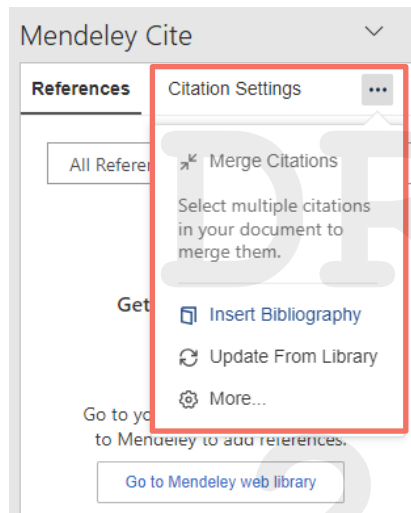 Mendeley Cite
References Citation Settings ...
All Referen
Merge Citations
Select multiple citations
in your document to
merge them.
Get
Insert Bibliography
Update From Library
More...
Go to yo
to Mendeley to add references.
Go to Mendeley web library